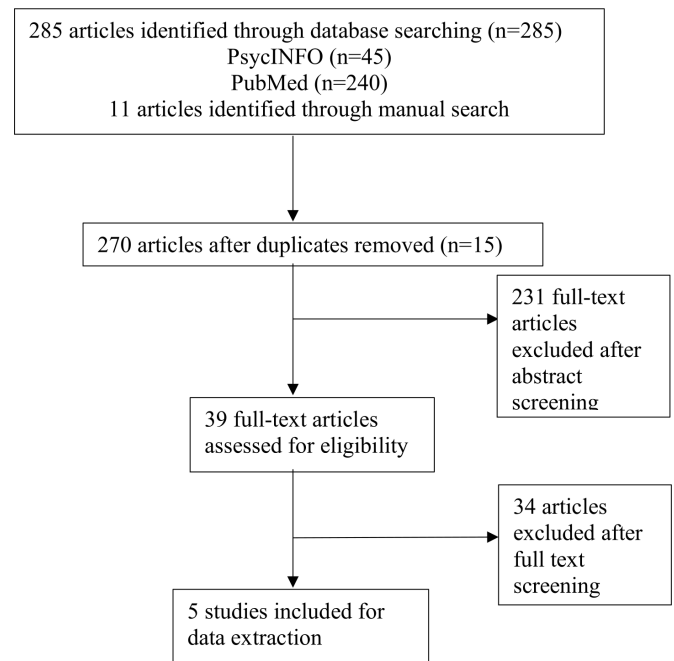 285 articles identified through database searching (n=285)
PsycINFO (n=45)
PubMed (n=240)
11 articles identified through manual search
270 articles after duplicates removed (n=15)
231 full-text
articles
excluded after
abstract
screening
39 full-text articles
assessed for eligibility
34 articles
excluded after
full text
screening
5 studies included for
data extraction